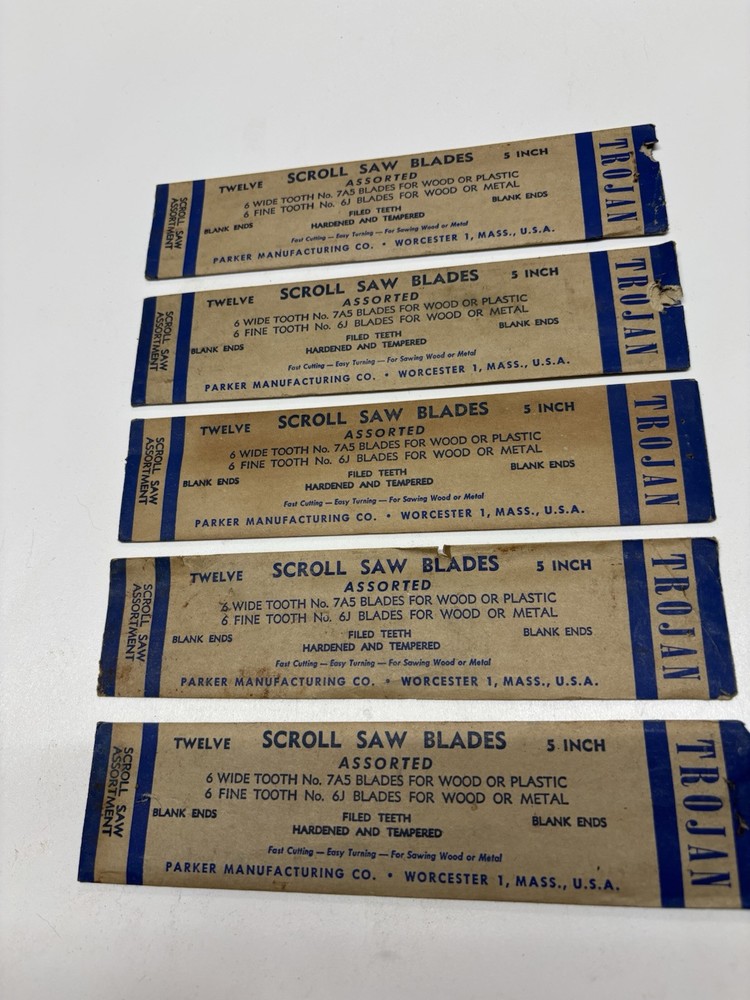 SCROLL SAW
ASSORTMENT
TWELVE SCROLL SAW BLADES 5 INCH
ASSORTED
6 WIDE TOOTH No. 7A5 BLADES FOR WOOD OR PLASTIC
6 FINE TOOTH No. 6J BLADES FOR WOOD OR METAL
BLANK ENDS FILED TEETH BLANK ENDS
HARDENED AND TEMPERED
Fast Cutting — Easy Turning — For Sawing Wood or Metal
PARKER MANUFACTURING CO. • WORCESTER 1, MASS., U.S.A.
TROJAN
SCROLL SAW
ASSORTMENT
TWELVE SCROLL SAW BLADES 5 INCH
ASSORTED
6 WIDE TOOTH No. 7A5 BLADES FOR WOOD OR PLASTIC
6 FINE TOOTH No. 6J BLADES FOR WOOD OR METAL
BLANK ENDS FILED TEETH BLANK ENDS
HARDENED AND TEMPERED
Fast Cutting — Easy Turning — For Sawing Wood or Metal
PARKER MANUFACTURING CO. • WORCESTER 1, MASS., U.S.A.
TROJAN
SCROLL SAW
ASSORTMENT
TWELVE SCROLL SAW BLADES 5 INCH
ASSORTED
6 WIDE TOOTH No. 7A5 BLADES FOR WOOD OR PLASTIC
6 FINE TOOTH No. 6J BLADES FOR WOOD OR METAL
BLANK ENDS FILED TEETH BLANK ENDS
HARDENED AND TEMPERED
Fast Cutting — Easy Turning — For Sawing Wood or Metal
PARKER MANUFACTURING CO. • WORCESTER 1, MASS., U.S.A.
TROJAN
SCROLL SAW
ASSORTMENT
TWELVE SCROLL SAW BLADES 5 INCH
ASSORTED
6 WIDE TOOTH No. 7A5 BLADES FOR WOOD OR PLASTIC
6 FINE TOOTH No. 6J BLADES FOR WOOD OR METAL
BLANK ENDS FILED TEETH BLANK ENDS
HARDENED AND TEMPERED
Fast Cutting — Easy Turning — For Sawing Wood or Metal
PARKER MANUFACTURING CO. • WORCESTER 1, MASS., U.S.A.
TROJAN
SCROLL SAW
ASSORTMENT
TWELVE SCROLL SAW BLADES 5 INCH
ASSORTED
6 WIDE TOOTH No. 7A5 BLADES FOR WOOD OR PLASTIC
6 FINE TOOTH No. 6J BLADES FOR WOOD OR METAL
BLANK ENDS FILED TEETH BLANK ENDS
HARDENED AND TEMPERED
Fast Cutting — Easy Turning — For Sawing Wood or Metal
PARKER MANUFACTURING CO. • WORCESTER 1, MASS., U.S.A.
TROJAN